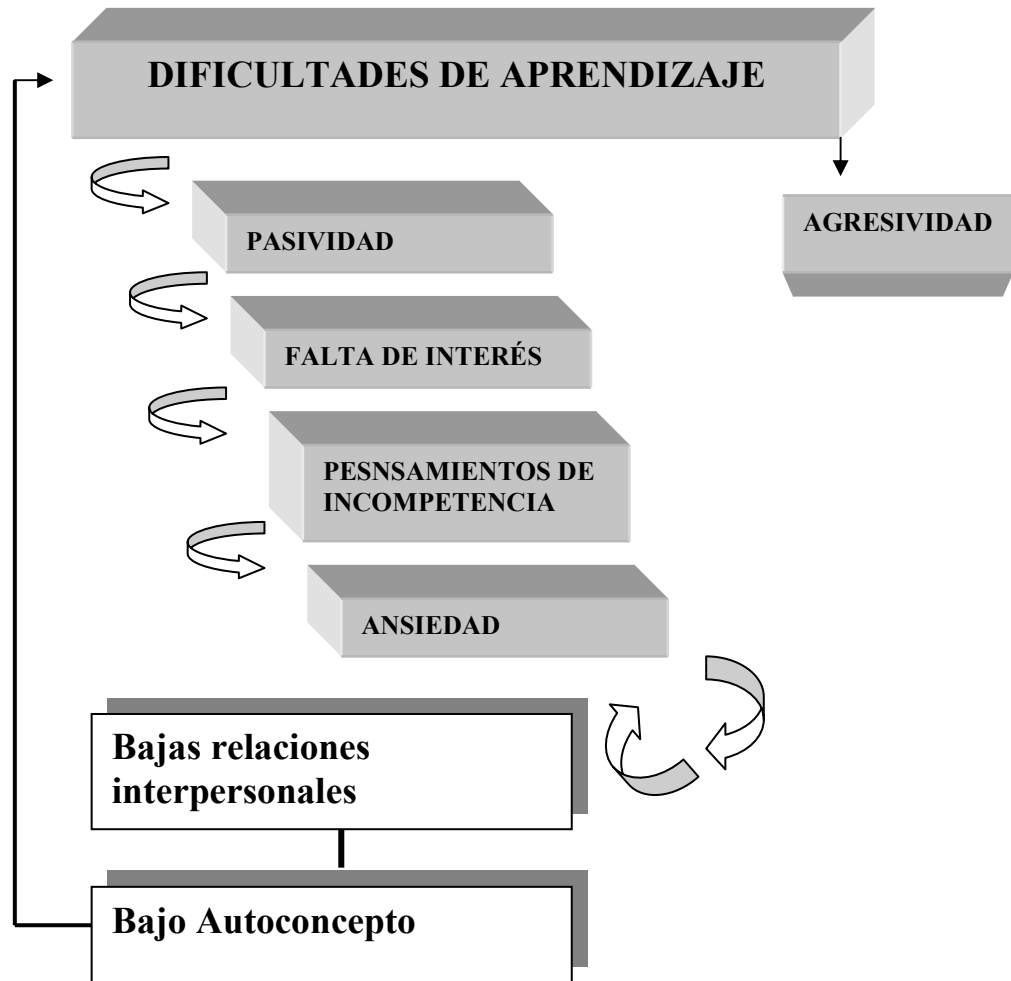 DIFICULTADES DE APRENDIZAJE
PASIVIDAD
AGRESIVIDAD
FALTA DE INTERÉS
PESNSAMIENTOS DE
INCOMPETENCIA
ANSIEDAD
Bajas relaciones
interpersonales
Bajo Autoconcepto